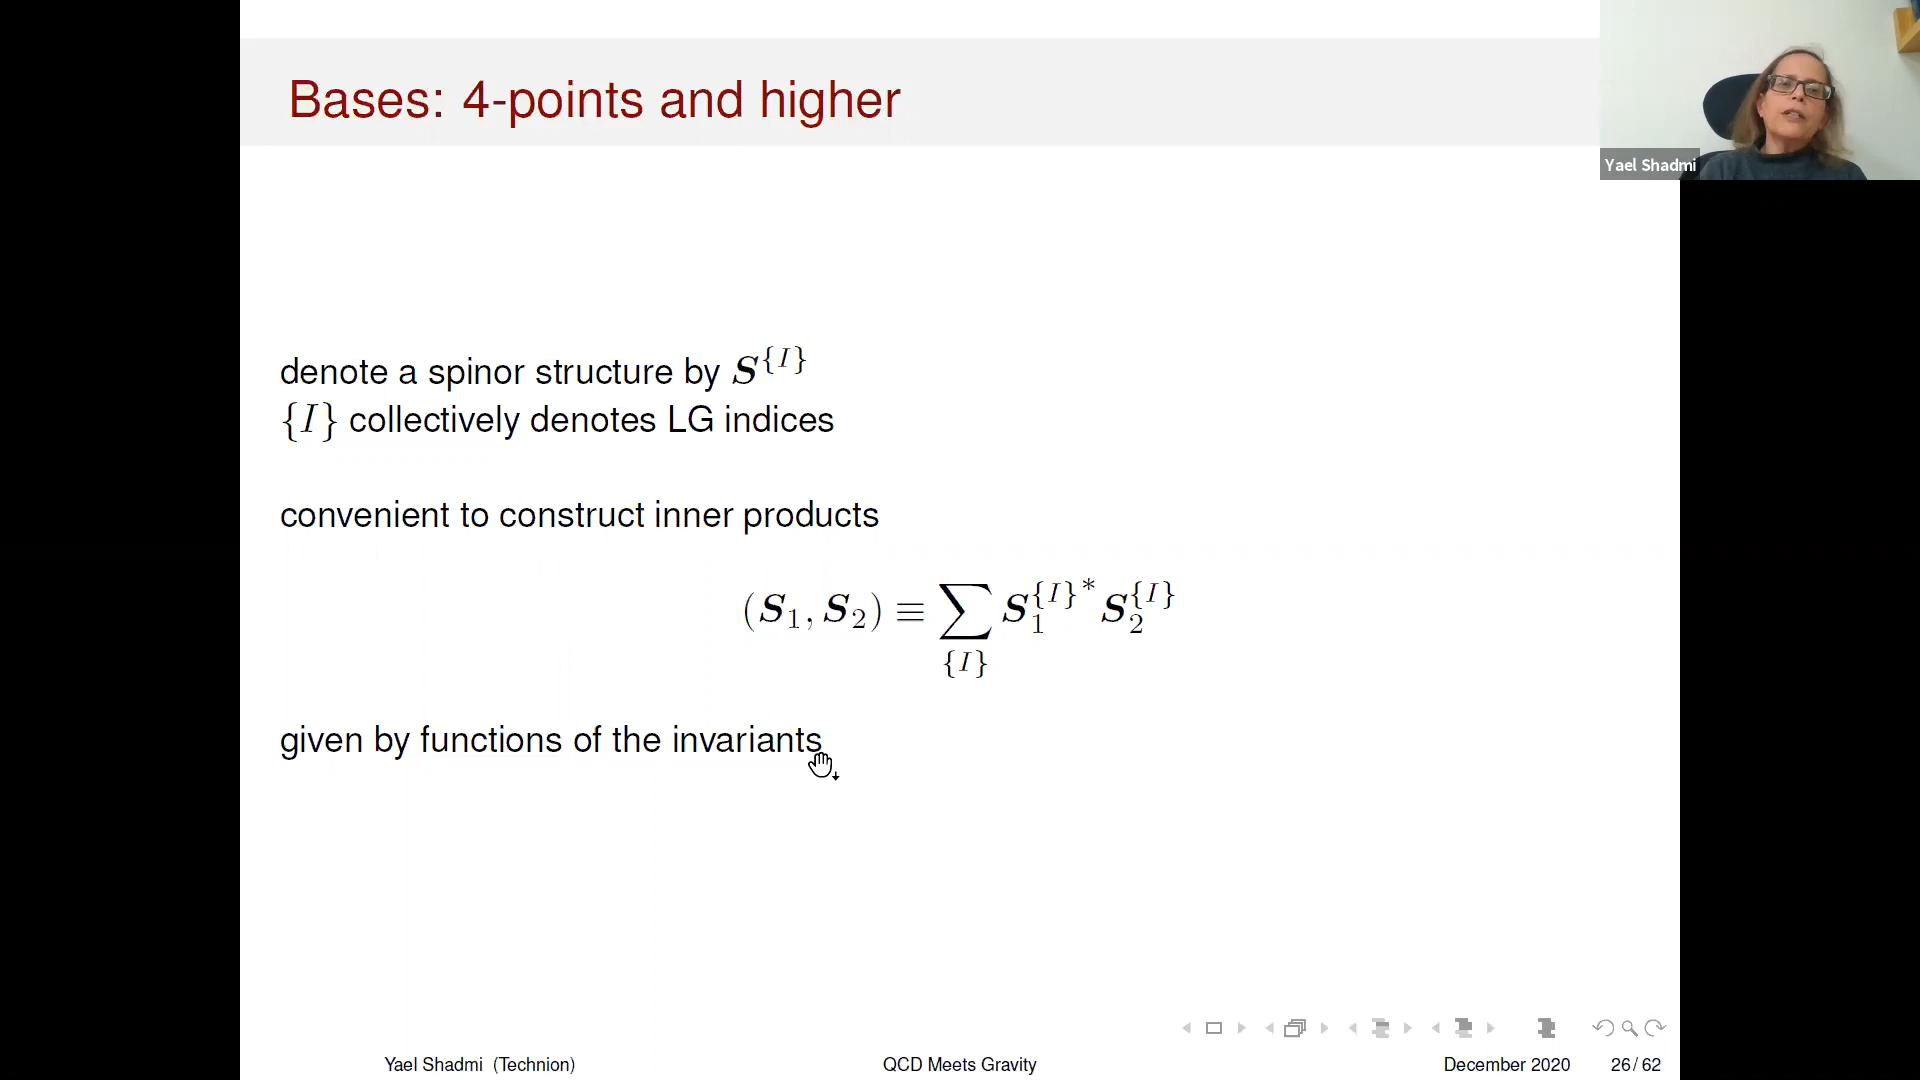 Bases: 4-points and higher
Yael Shadmi
denote a spinor structure by S^{I}
{I} collectively denotes LG indices
convenient to construct inner products
(S_1, S_2) ≡ ∑_{I} S_1^{I}* S_2^{I}
given by functions of the invariants
Yael Shadmi (Technion) QCD Meets Gravity December 2020 26/62